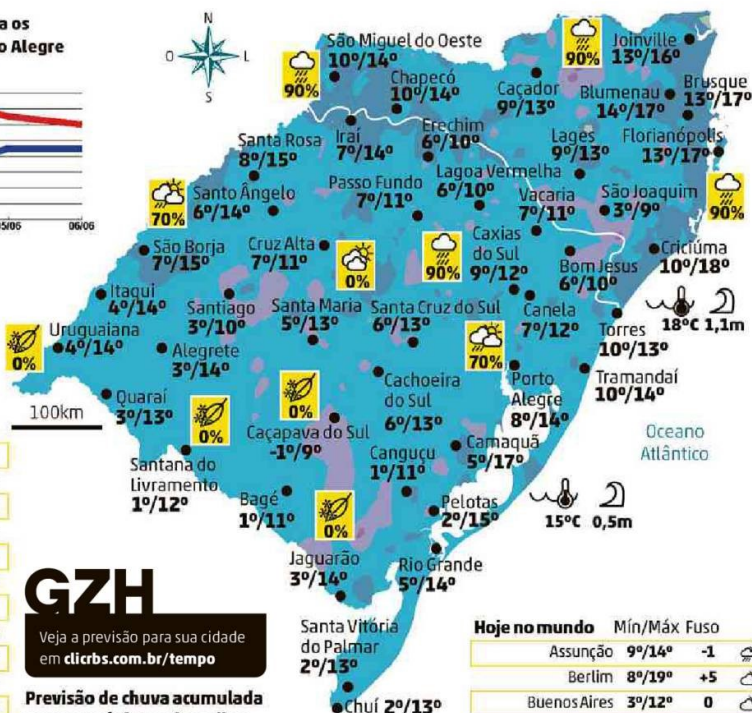 a os
o Alegre
05/06
06/06
N
O
L
S
São Miguel do Oeste
10º/14º
90%
Chapecó
10º/14º
Caçador
9º/13º
90%
Joinville
13º/16º
Blumenau
14º/17º
Brusque
13º/17º
Iraí
7º/14º
Erechim
6º/10º
Lages
9º/13º
Florianópolis
13º/17º
90%
Santa Rosa
8º/15º
70%
Santo Ângelo
6º/14º
Passo Fundo
7º/11º
Lagoa Vermelha
6º/10º
Vacaria
7º/11º
São Joaquim
3º/9º
São Borja
7º/15º
Cruz Alta
7º/11º
0%
90%
Caxias
do Sul
9º/12º
Bom Jesus
6º/10º
Criciúma
10º/18º
Itaqui
4º/14º
Santiago
3º/10º
Santa Maria
5º/13º
Santa Cruz do Sul
6º/13º
Canela
7º/12º
18ºC 1,1m
Torres
10º/13º
Uruguaiana
4º/14º
0%
Alegrete
3º/14º
70%
Porto
Alegre
8º/14º
Tramandaí
10º/14º
Quaraí
3º/13º
100km
0%
0%
Caçapava do Sul
-1º/9º
Cachoeira
do Sul
6º/13º
Camaquã
5º/17º
Oceano
Atlântico
Santana do
Livramento
1º/12º
Bagé
1º/11º
Canguçu
1º/11º
0%
Pelotas
2º/15º
15ºC 0,5m
Jaguarão
3º/14º
Rio Grande
5º/14º
Santa Vitória
do Palmar
2º/13º
Chuí 2º/13º
GZH
Veja a previsão para sua cidade
em clicrbs.com.br/tempo
Previsão de chuva acumulada
Hoje no mundo Mín/Máx Fuso
Assunção 9º/14º -1
Berlim 8º/19º +5
Buenos Aires 3º/12º 0